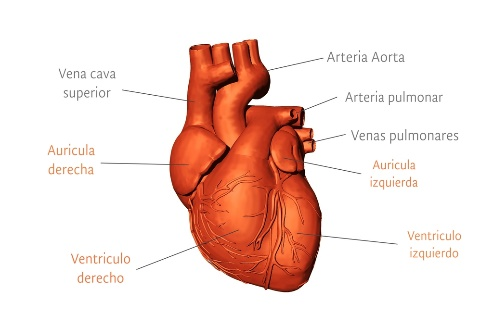 Arteria Aorta
Vena cava
superior
Arteria pulmonar
Venas pulmonares
Auricula
derecha
Auricula
izquierda
Ventriculo
izquierdo
Ventriculo
derecho